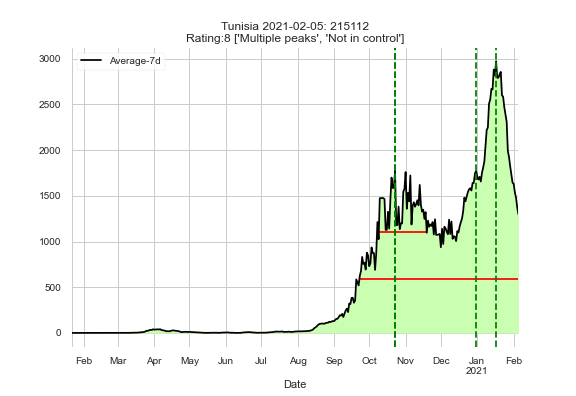 Tunisia 2021-02-05: 215112
Rating:8 ['Multiple peaks', 'Not in control']
Average-7d
3000
2500
2000
1500
1000
500
0
Feb Mar Apr May Jun Jul Aug Sep Oct Nov Dec Jan Feb
2021
Date